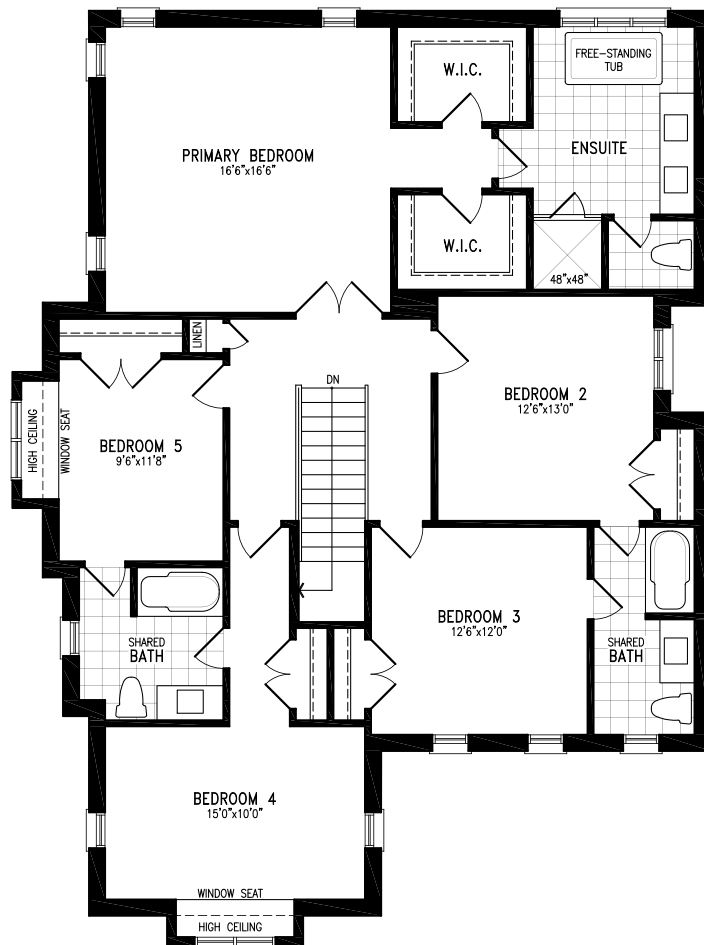 FREE-STANDING
TUB
W.I.C.
PRIMARY BEDROOM
16'6"x16'6"
ENSUITE
W.I.C.
48"x48"
LINEN
DN
BEDROOM 2
12'6"x13'0"
HIGH CEILING
WINDOW SEAT
BEDROOM 5
9'6"x11'8"
BEDROOM 3
12'6"x12'0"
SHARED
BATH
SHARED
BATH
BEDROOM 4
15'0"x10'0"
WINDOW SEAT
HIGH CEILING